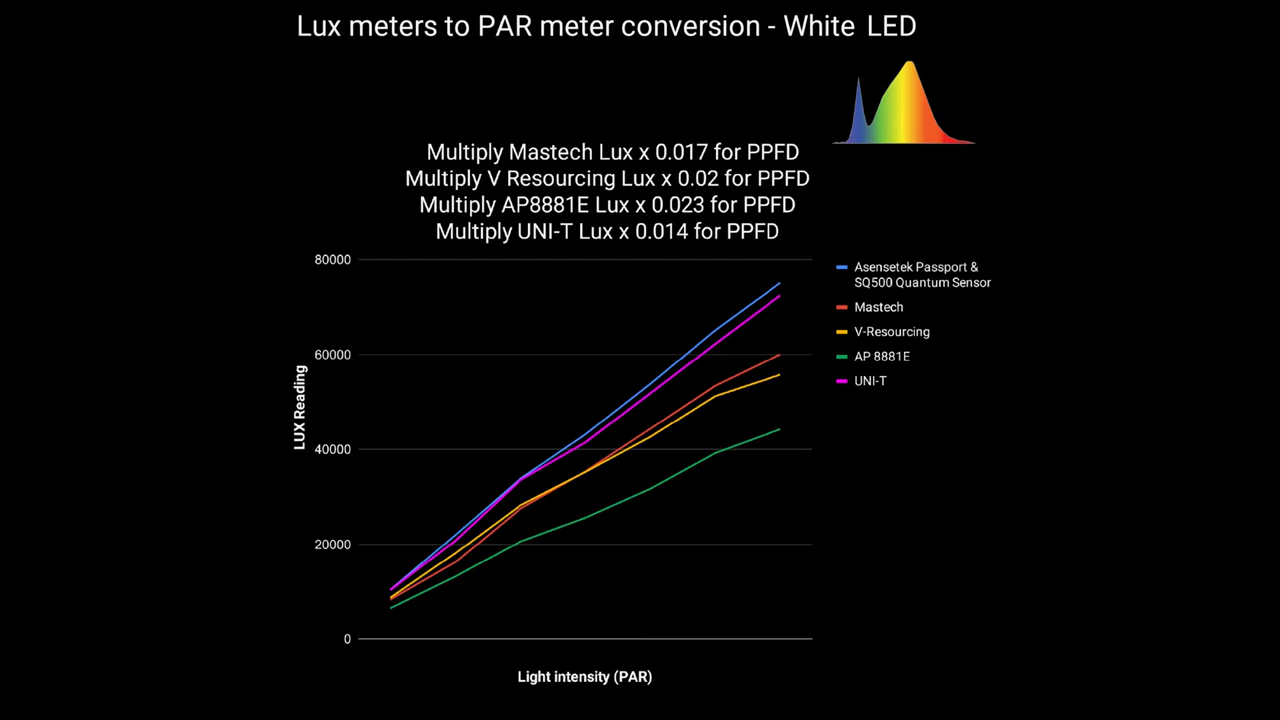 Lux meters to PAR meter conversion - White LED
Multiply Mastech Lux x 0.017 for PPFD
Multiply V Resourcing Lux x 0.02 for PPFD
Multiply AP8881E Lux x 0.023 for PPFD
Multiply UNI-T Lux x 0.014 for PPFD
80000
60000
40000
20000
0
LUX Reading
Light intensity (PAR)
Asensetek Passport &
SQ500 Quantum Sensor
Mastech
V-Resourcing
AP 8881E
UNI-T